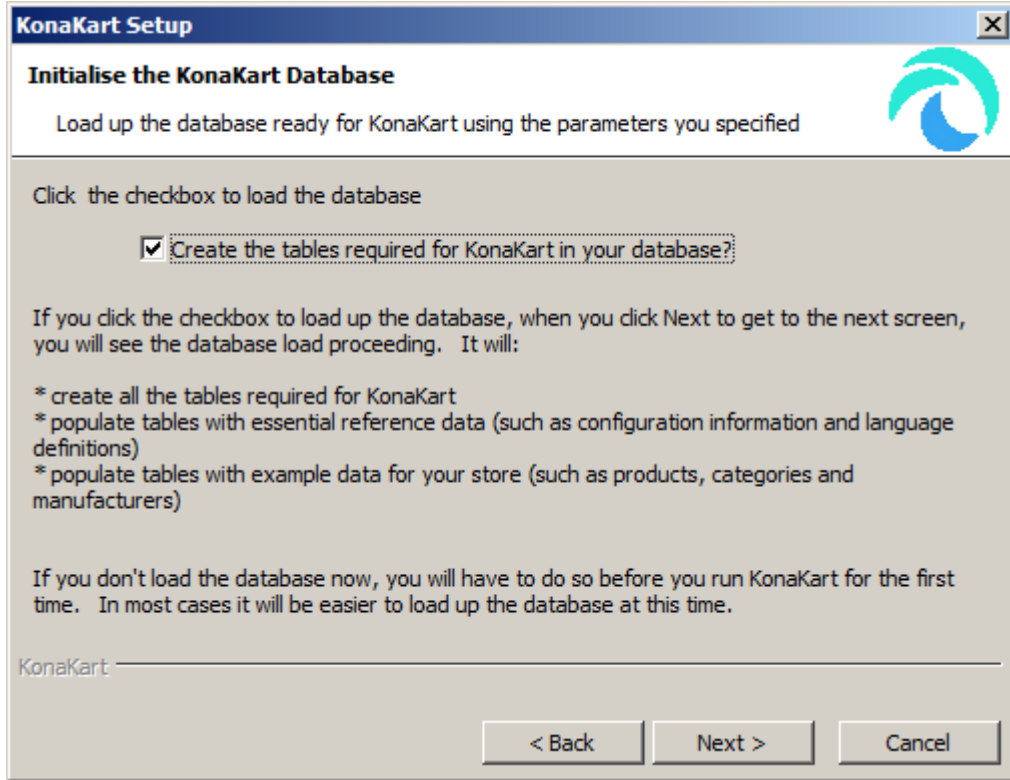 KonaKart Setup
Initialise the KonaKart Database
Load up the database ready for KonaKart using the parameters you specified
Click  the checkbox to load the database
Create the tables required for KonaKart in your database?
If you click the checkbox to load up the database, when you click Next to get to the next screen,
you will see the database load proceeding.   It will:
* create all the tables required for KonaKart
* populate tables with essential reference data (such as configuration information and language
definitions)
* populate tables with example data for your store (such as products, categories and
manufacturers)
If you don't load the database now, you will have to do so before you run KonaKart for the first
time.   In most cases it will be easier to load up the database at this time.
KonaKart
< Back
Next >
Cancel